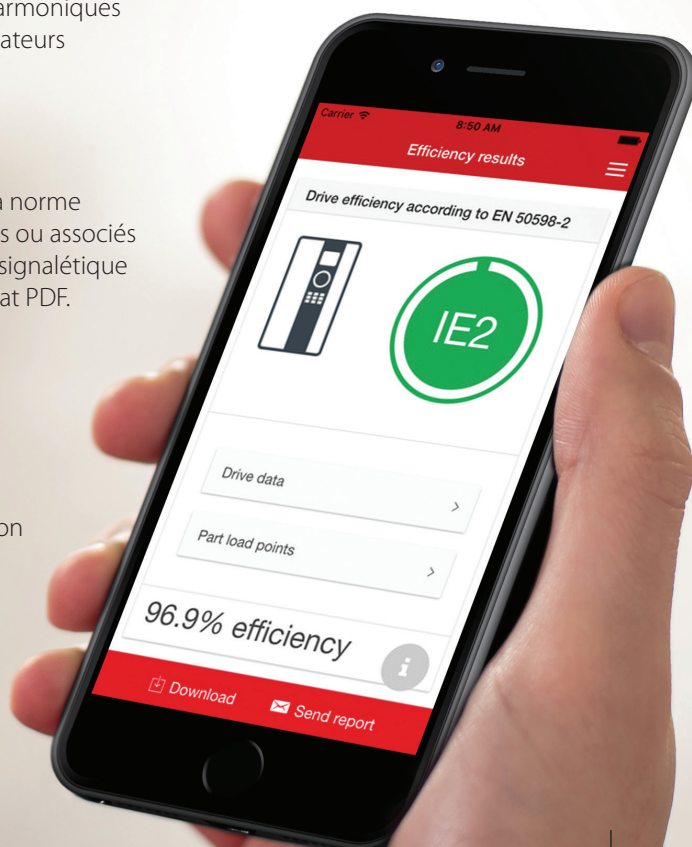 armoniques
ateurs
norme
s ou associés
signalétique
at PDF.
on
Carrier
8:50 AM
Efficiency results
Drive efficiency according to EN 50598-2
IE2
Drive data
Part load points
96.9% efficiency
i
Download
Send report